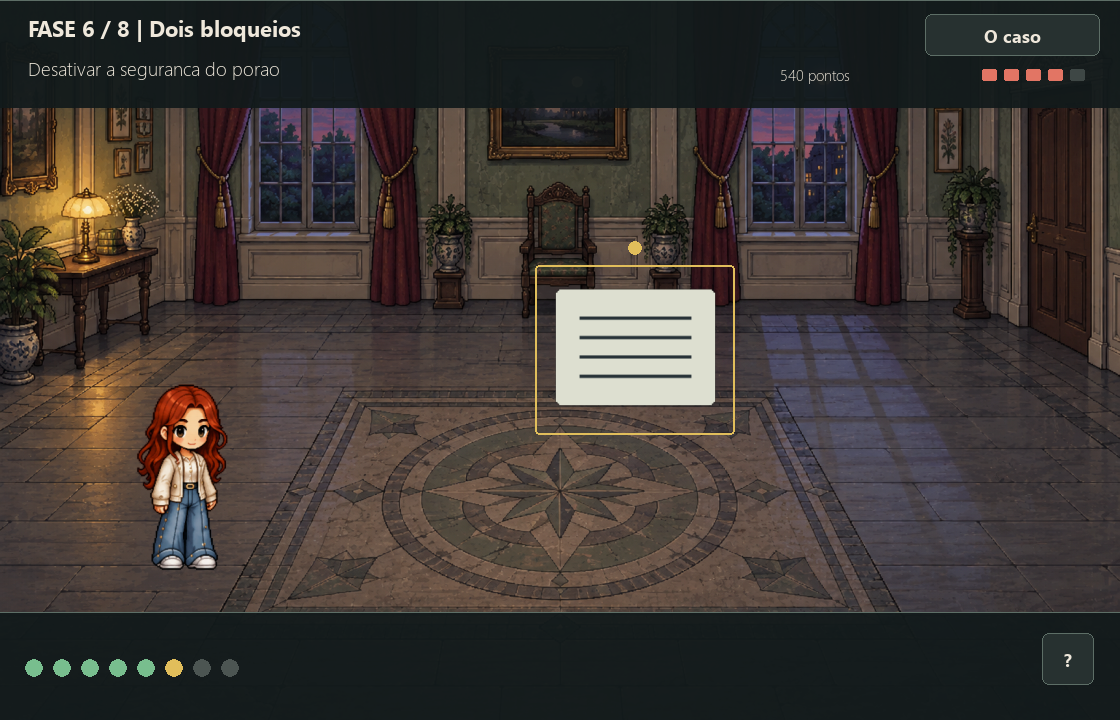 FASE 6 / 8 | Dois bloqueios
O caso
Desativar a seguranca do porao
540 pontos
?